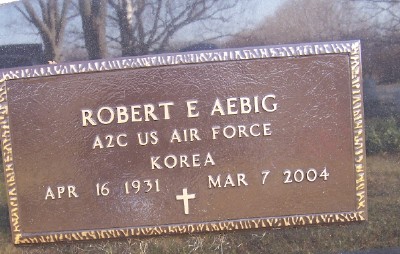 ROBERT E AEBIG
A2C US AIR FORCE
KOREA
APR 16 1931 MAR 7 2004